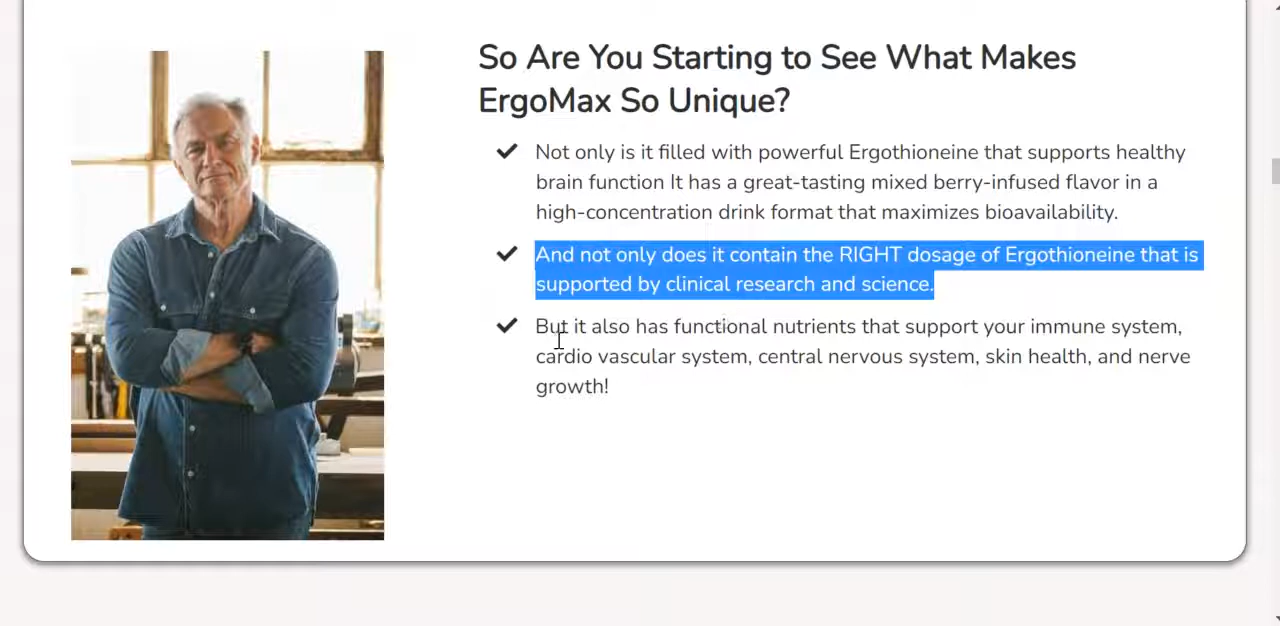 So Are You Starting to See What Makes
ErgoMax So Unique?
Not only is it filled with powerful Ergothioneine that supports healthy
brain function It has a great-tasting mixed berry-infused flavor in a
high-concentration drink format that maximizes bioavailability.
And not only does it contain the RIGHT dosage of Ergothioneine that is
supported by clinical research and science.
But it also has functional nutrients that support your immune system,
cardio vascular system, central nervous system, skin health, and nerve
growth!